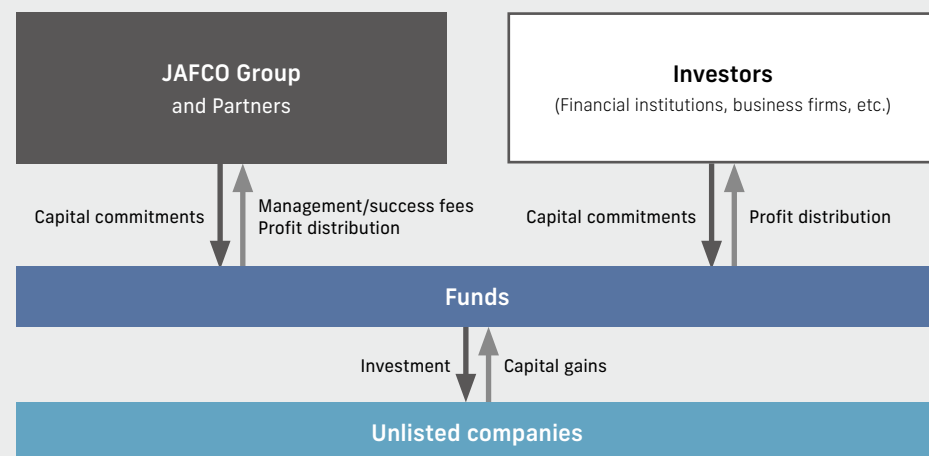 JAFCO Group
and Partners
Investors
(Financial institutions, business firms, etc.)
Capital commitments
Management/success fees
Profit distribution
Capital commitments
Profit distribution
Funds
Investment
Capital gains
Unlisted companies